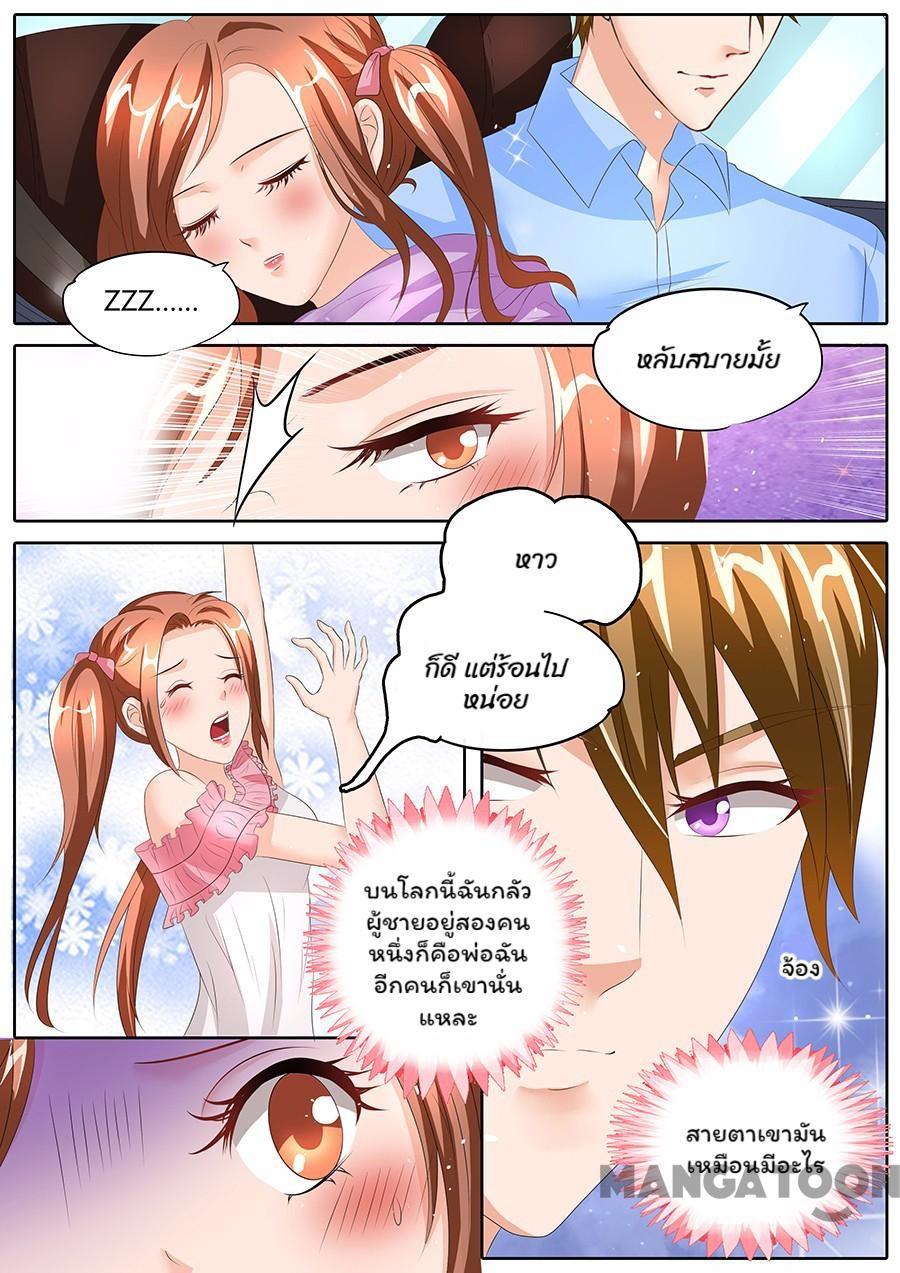 ZZZ......
หลับสบายมั้ย
หาว
ก็ดี แต่ร้อนไป
หน่อย
บนโลกนี้ฉันกลัว
ผู้ชายอยู่สองคน
หนึ่งก็คือพ่อฉัน
อีกคนก็เขานั่น
แหละ
จ้อง
สายตาเขามัน
เหมือนมีอะไร
MANGATOON